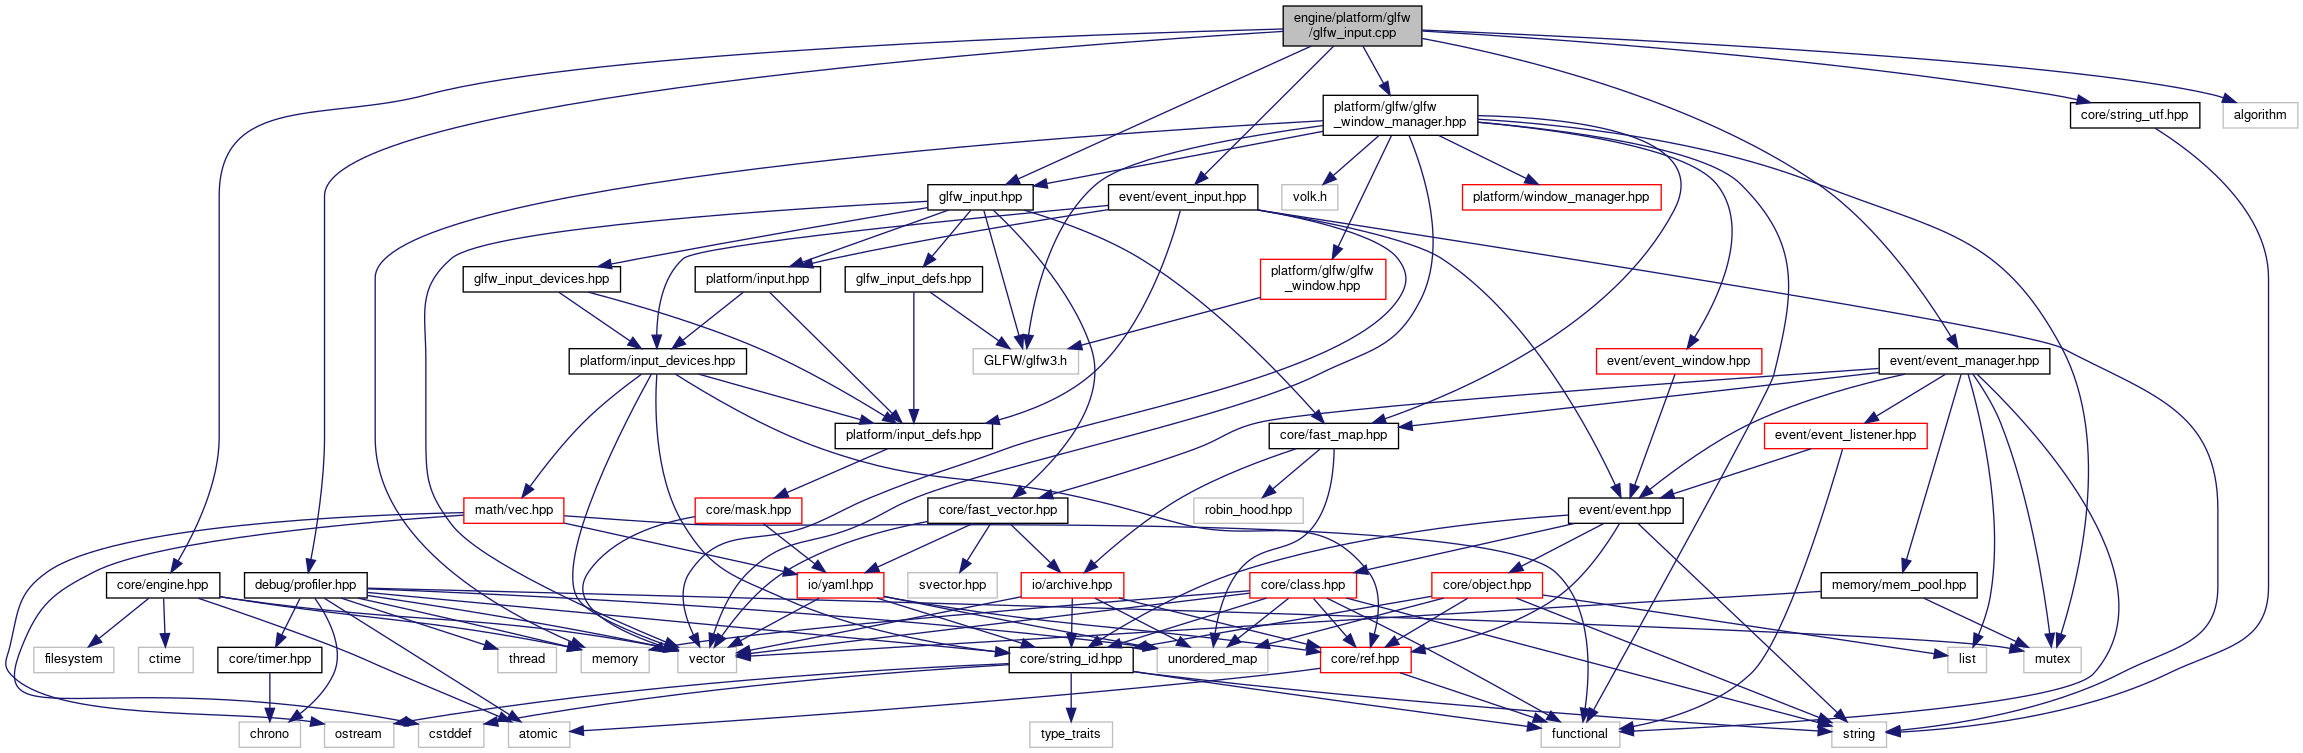 engine/platform/glfw
/glfw_input.cpp
platform/glfw/glfw
_window_manager.hpp
core/string_utf.hpp
algorithm
glfw_input.hpp
event/event_input.hpp
volk.h
platform/window_manager.hpp
glfw_input_devices.hpp
platform/input.hpp
glfw_input_defs.hpp
platform/glfw/glfw
_window.hpp
platform/input_devices.hpp
GLFW/glfw3.h
event/event_window.hpp
event/event_manager.hpp
platform/input_defs.hpp
core/fast_map.hpp
event/event_listener.hpp
math/vec.hpp
core/mask.hpp
core/fast_vector.hpp
robin_hood.hpp
event/event.hpp
core/engine.hpp
debug/profiler.hpp
io/yaml.hpp
svector.hpp
io/archive.hpp
core/class.hpp
core/object.hpp
memory/mem_pool.hpp
filesystem
ctime
core/timer.hpp
thread
memory
vector
core/string_id.hpp
unordered_map
core/ref.hpp
list
mutex
chrono
ostream
cstddef
atomic
type_traits
functional
string